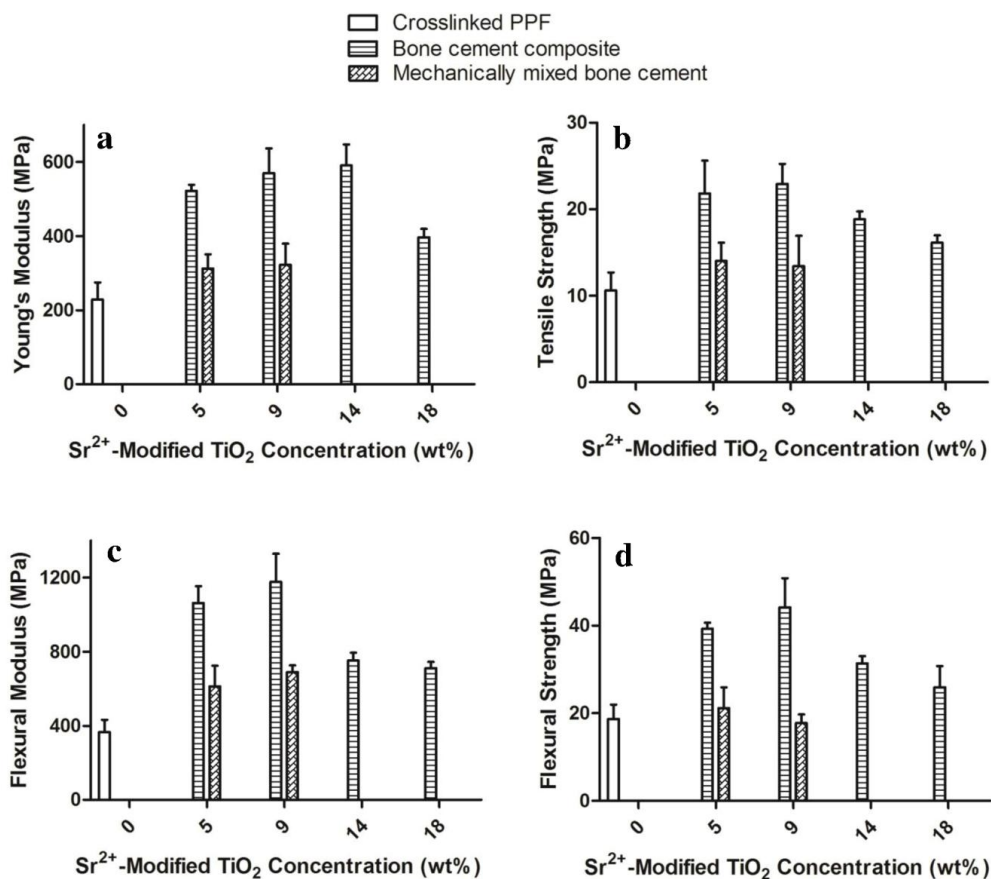 Crosslinked PPF
Bone cement composite
Mechanically mixed bone cement
a
Young's Modulus (MPa)
600
400
200
0
0 5 9 14 18
Sr²⁺-Modified TiO₂ Concentration (wt%)
b
Tensile Strength (MPa)
30
20
10
0
0 5 9 14 18
Sr²⁺-Modified TiO₂ Concentration (wt%)
c
Flexural Modulus (MPa)
1200
800
400
0
0 5 9 14 18
Sr²⁺-Modified TiO₂ Concentration (wt%)
d
Flexural Strength (MPa)
60
40
20
0
0 5 9 14 18
Sr²⁺-Modified TiO₂ Concentration (wt%)